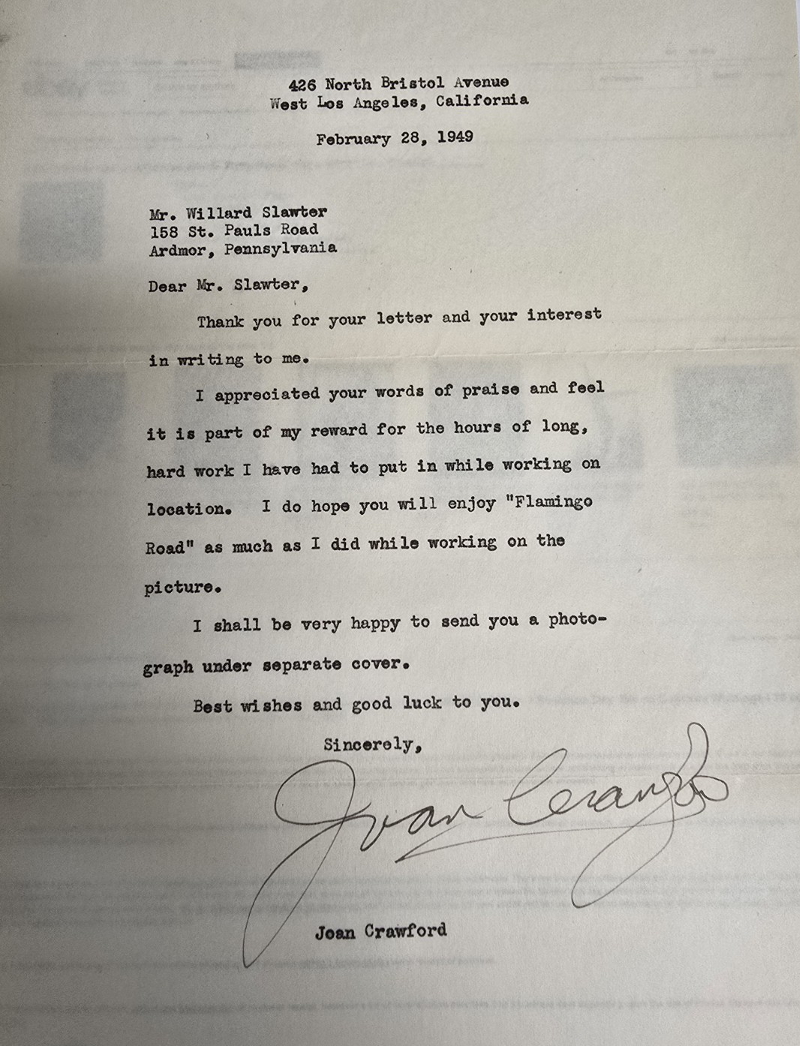 426 North Bristol Avenue
West Los Angeles, California
February 28, 1949
Mr. Willard Slawter
158 St. Pauls Road
Ardmor, Pennsylvania
Dear Mr. Slawter,
Thank you for your letter and your interest
in writing to me.
I appreciated your words of praise and feel
it is part of my reward for the hours of long,
hard work I have had to put in while working on
location. I do hope you will enjoy "Flamingo
Road" as much as I did while working on the
picture.
I shall be very happy to send you a photo-
graph under separate cover.
Best wishes and good luck to you.
Sincerely,
Joan Crawford
Joan Crawford